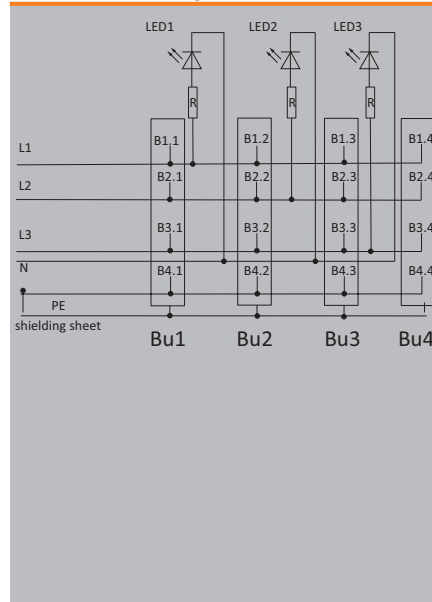 LED1 LED2 LED3
R R R
B1.1 B1.2 B1.3 B1.4
L1
B2.1 B2.2 B2.3 B2.4
L2
B3.1 B3.2 B3.3 B3.4
L3
N
B4.1 B4.2 B4.3 B4.4
PE
shielding sheet
Bu1 Bu2 Bu3 Bu4